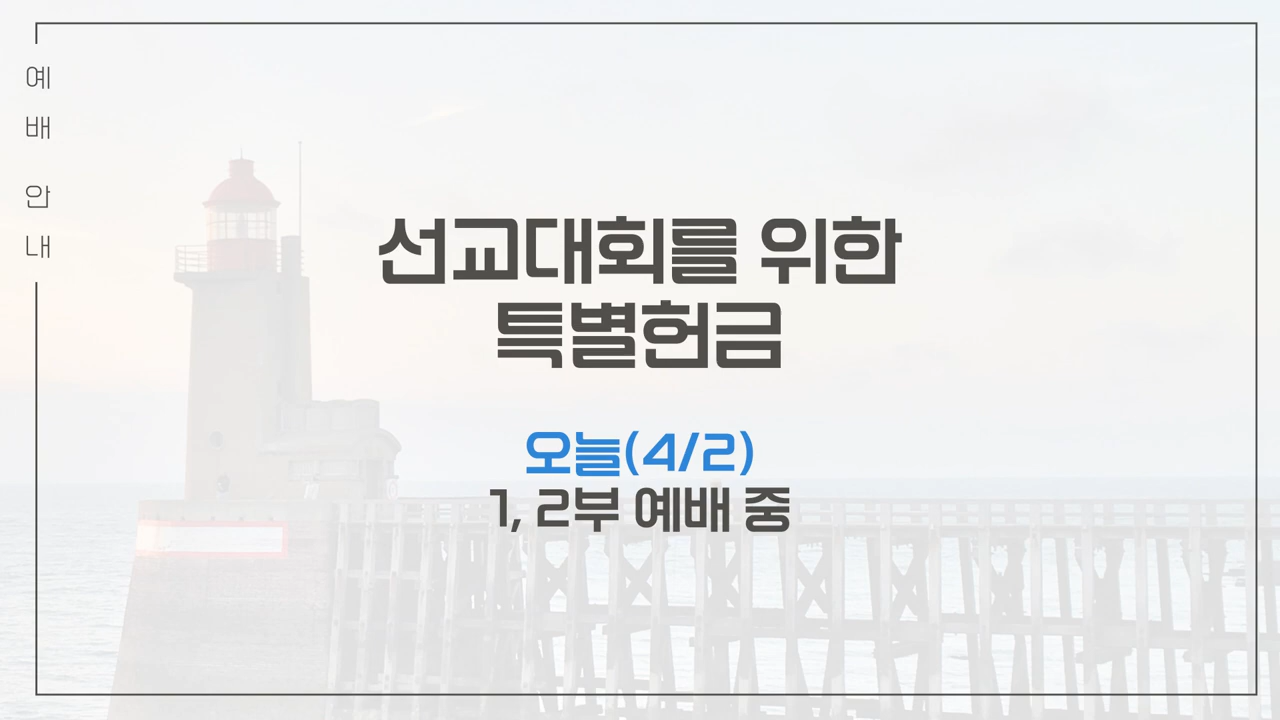 예배 안내
선교대회를 위한
특별헌금
오늘(4/2)
1, 2부 예배 중